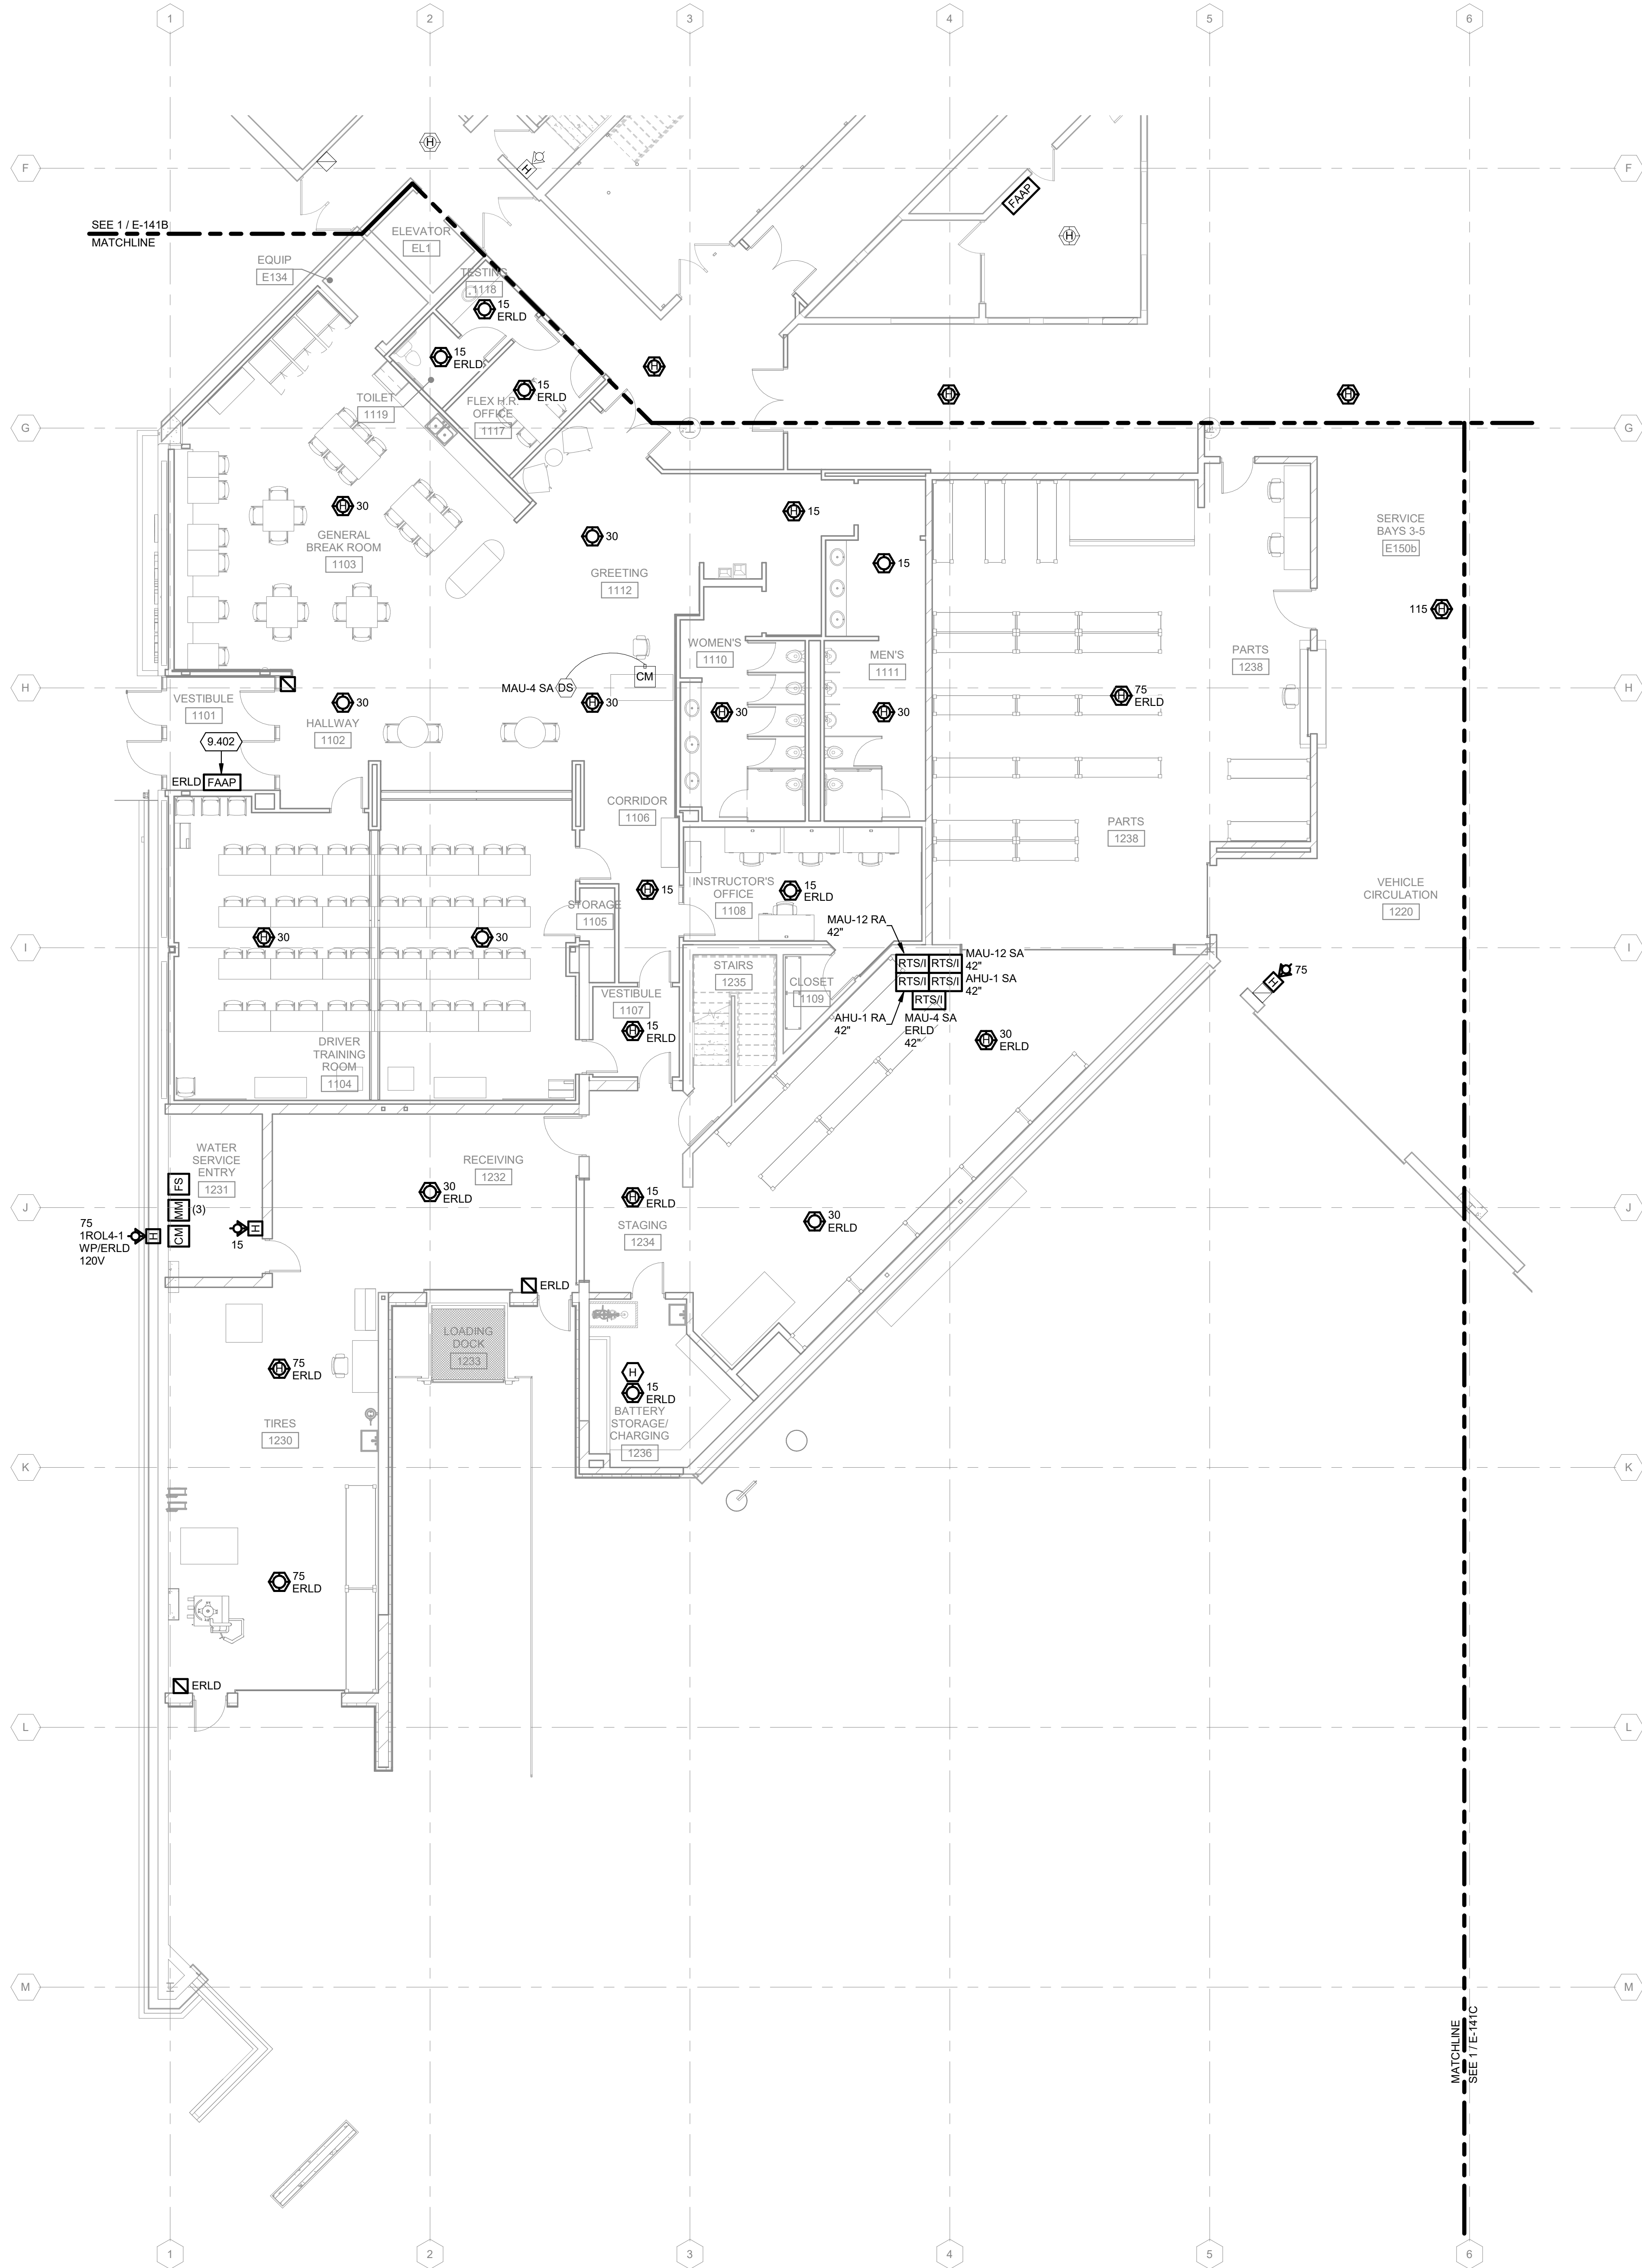 1
2
3
4
5
6
H
H
F
FAAP
F
SEE 1 / E-141B
MATCHLINE
ELEVATOR
EL1
H
EQUIP
E134
TESTING
1118
15
ERLD
15
ERLD
H
15
ERLD
H
H
TOILET
1119
FLEX H.R.
OFFICE
1117
G
G
H 30
H 15
GENERAL
BREAK ROOM
1103
30
SERVICE
BAYS 3-5
E150b
15
GREETING
1112
115 H
WOMEN'S
1110
MEN'S
1111
PARTS
1238
CM
H
MAU-4 SA DS
H
VESTIBULE
1101
30
H 30
H 30
H 30
H 75
ERLD
HALLWAY
1102
9.402
ERLD FAAP
CORRIDOR
1106
PARTS
1238
INSTRUCTOR'S
OFFICE
1108
15
ERLD
H 15
VEHICLE
CIRCULATION
1220
STORAGE
1105
MAU-12 RA
42"
H 30
30
I
I
RTS/I RTS/I
MAU-12 SA
42"
RTS/I RTS/I
AHU-1 SA
42"
RTS/I
STAIRS
1235
CLOSET
1109
H 75
VESTIBULE
1107
AHU-1 RA
42"
MAU-4 SA
ERLD
42"
H 15
ERLD
H 30
ERLD
DRIVER
TRAINING
ROOM
1104
WATER
SERVICE
ENTRY
1231
RECEIVING
1232
FS
30
ERLD
H 15
ERLD
J
MM (3)
J
75
1ROL4-1
WP/ERLD
120V
H
CM
H
15
STAGING
1234
30
ERLD
ERLD
LOADING
DOCK
1233
H 75
ERLD
H
15
ERLD
TIRES
1230
BATTERY
STORAGE/
CHARGING
1236
K
K
75
ERLD
ERLD
L
L
M
M
MATCHLINE
SEE 1 / E-141C
1
2
3
4
5
6